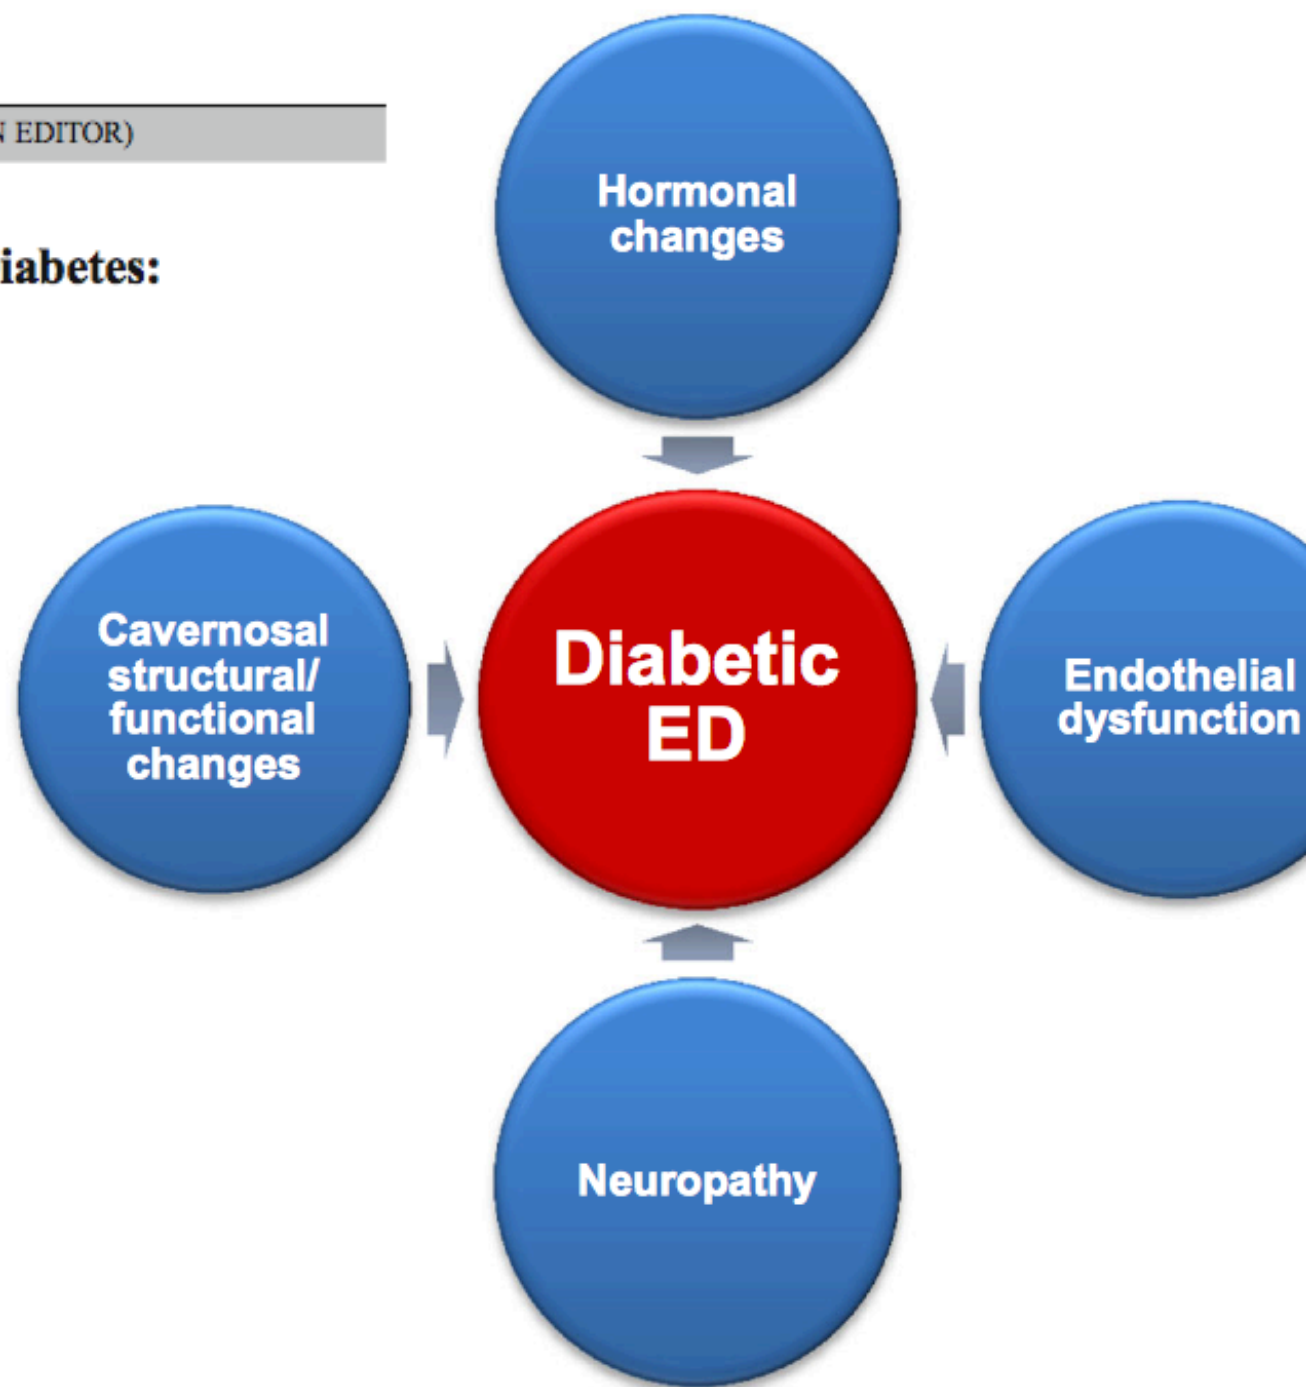 EDITOR)
iabetes:
Hormonal
changes
Cavernosal
structural/
functional
changes
Diabetic
ED
Endothelial
dysfunction
Neuropathy